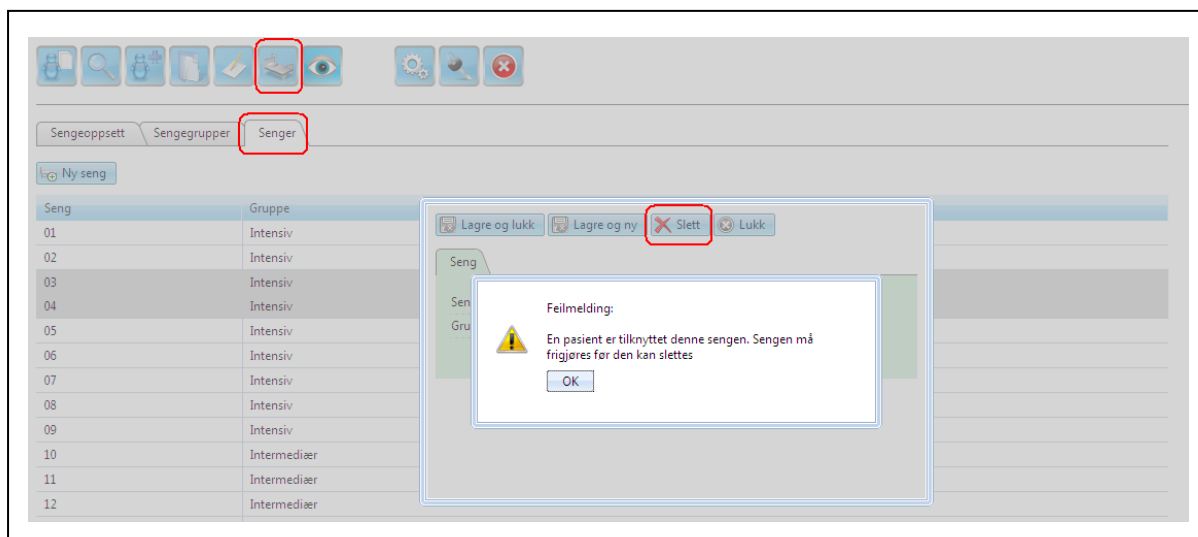 Sengeoppsett Sengegrupper Senger
Ny seng
Seng Gruppe
Lagre og lukk Lagre og ny Slett Lukk
01 Intensiv
02 Intensiv
Seng
03 Intensiv
04 Intensiv
Sen
Feilmelding:
05 Intensiv
Gru
En pasient er tilknyttet denne sengen. Sengen må
frigjøres før den kan slettes
06 Intensiv
07 Intensiv
OK
08 Intensiv
09 Intensiv
10 Intermediær
11 Intermediær
12 Intermediær